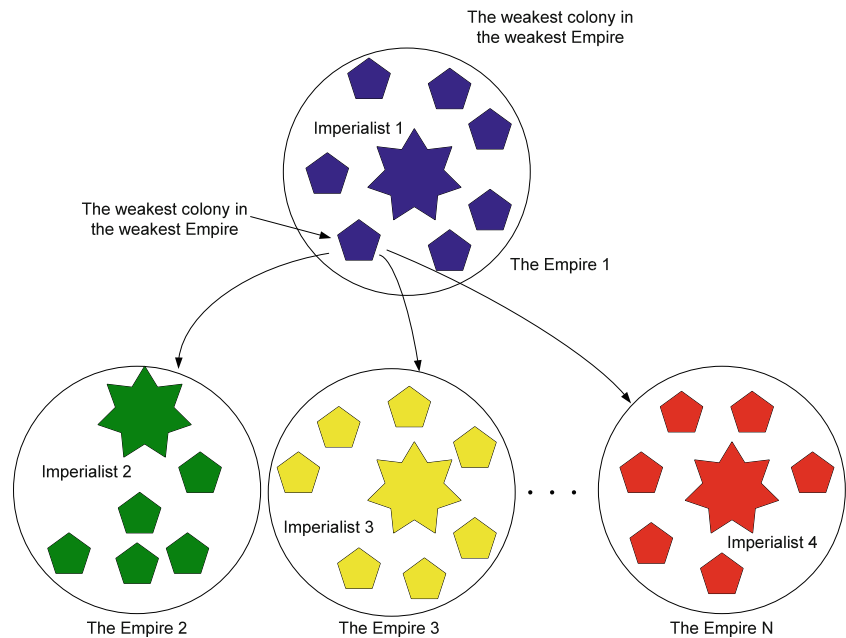 The weakest colony in
the weakest Empire
Imperialist 1
The weakest colony in
the weakest Empire
The Empire 1
Imperialist 2
Imperialist 3
. . .
Imperialist 4
The Empire 2
The Empire 3
The Empire N